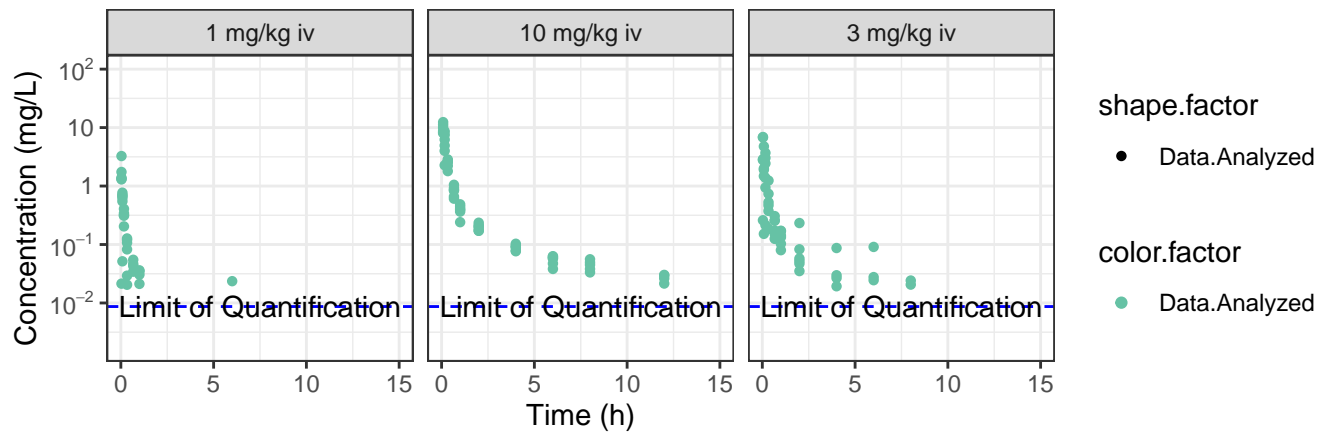 1 mg/kg iv
10 mg/kg iv
3 mg/kg iv
Concentration (mg/L)
10²
10
1
10⁻¹
10⁻²
Limit of Quantification
Limit of Quantification
Limit of Quantification
0 5 10 15
0 5 10 15
0 5 10 15
Time (h)
shape.factor
Data.Analyzed
color.factor
Data.Analyzed